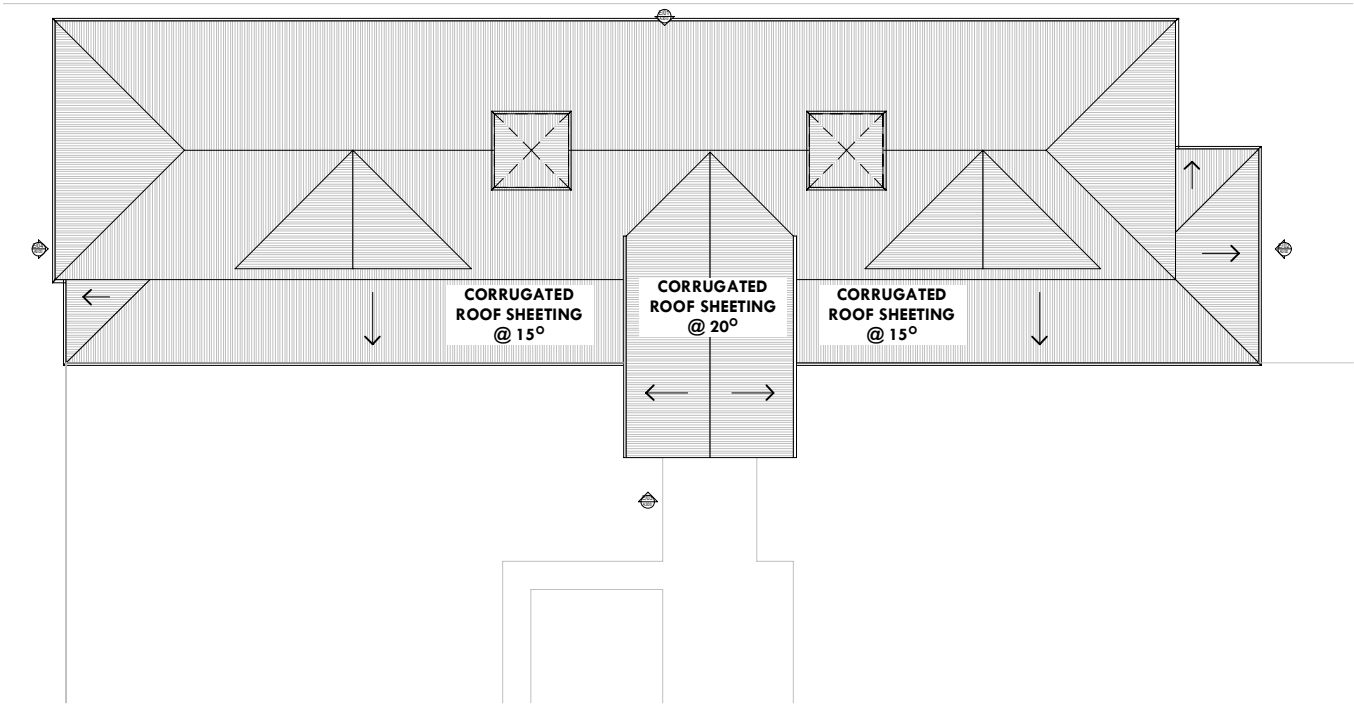 CORRUGATED
ROOF SHEETING
@ 15°
CORRUGATED
ROOF SHEETING
@ 20°
CORRUGATED
ROOF SHEETING
@ 15°